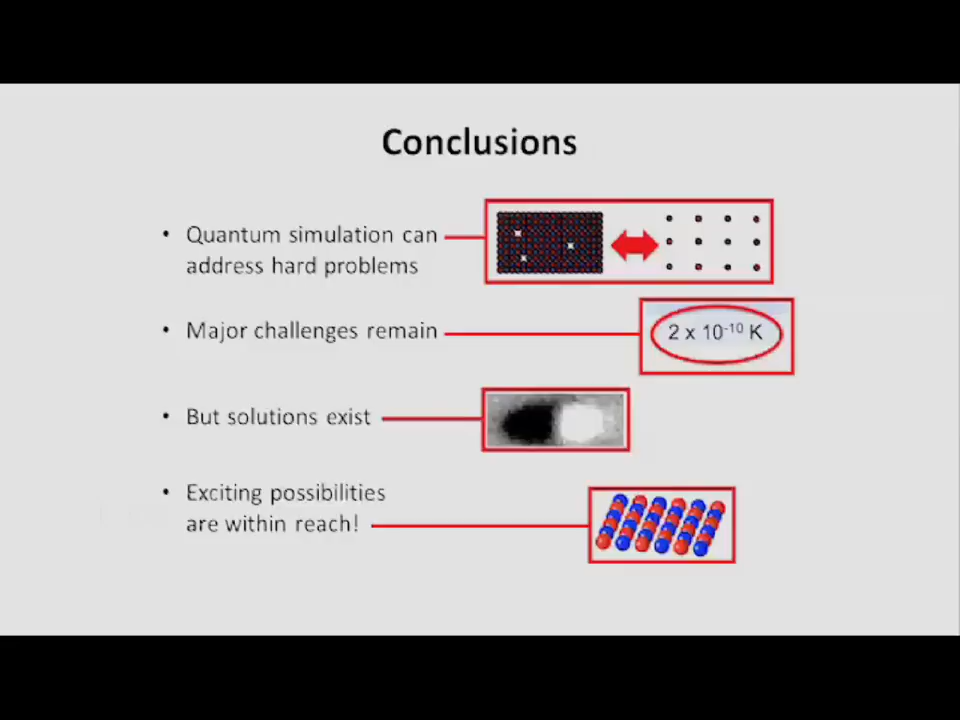 Conclusions
• Quantum simulation can
address hard problems
• Major challenges remain
2 x 10⁻¹⁰ K
• But solutions exist
• Exciting possibilities
are within reach!